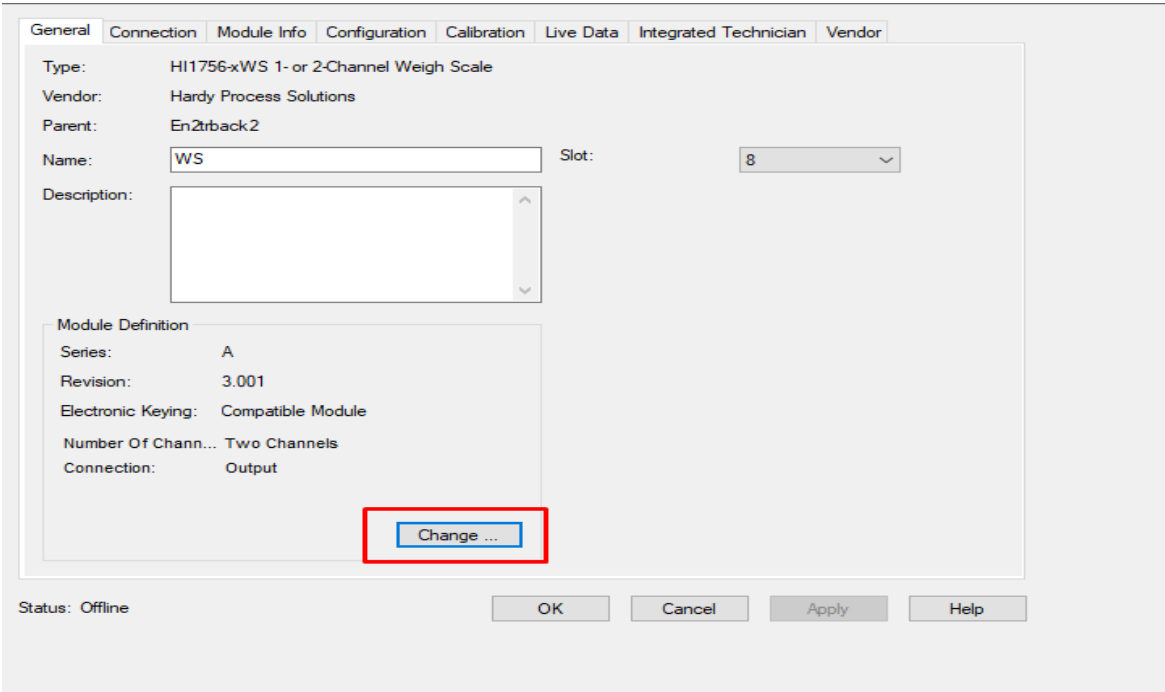 General Connection Module Info Configuration Calibration Live Data Integrated Technician Vendor
Type: HI1756-xWS 1- or 2-Channel Weigh Scale
Vendor: Hardy Process Solutions
Parent: En2trback2
Name: WS Slot: 8
Description:
Module Definition
Series: A
Revision: 3.001
Electronic Keying: Compatible Module
Number Of Chann... Two Channels
Connection: Output
Change ...
Status: Offline OK Cancel Apply Help